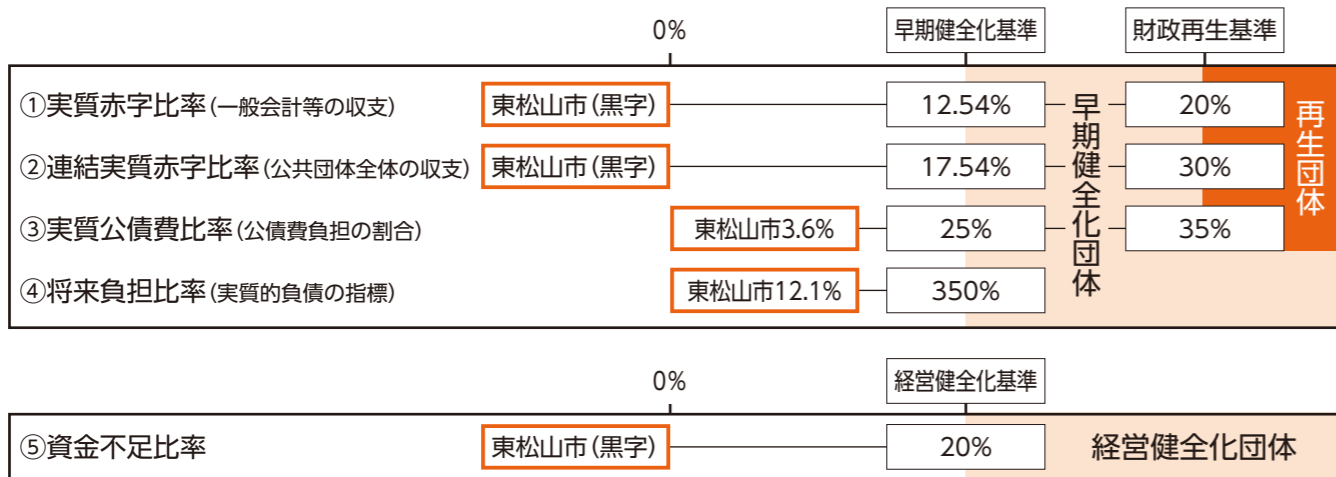 0% 早期健全化基準 財政再生基準
①実質赤字比率(一般会計等の収支) 東松山市(黒字) 12.54% 20%
②連結実質赤字比率(公共団体全体の収支) 東松山市(黒字) 17.54% 30%
③実質公債費比率(公債費負担の割合) 東松山市3.6% 25% 35%
④将来負担比率(実質的負債の指標) 東松山市12.1% 350%
早期健全化団体
再生団体
0% 経営健全化基準
⑤資金不足比率 東松山市(黒字) 20% 経営健全化団体